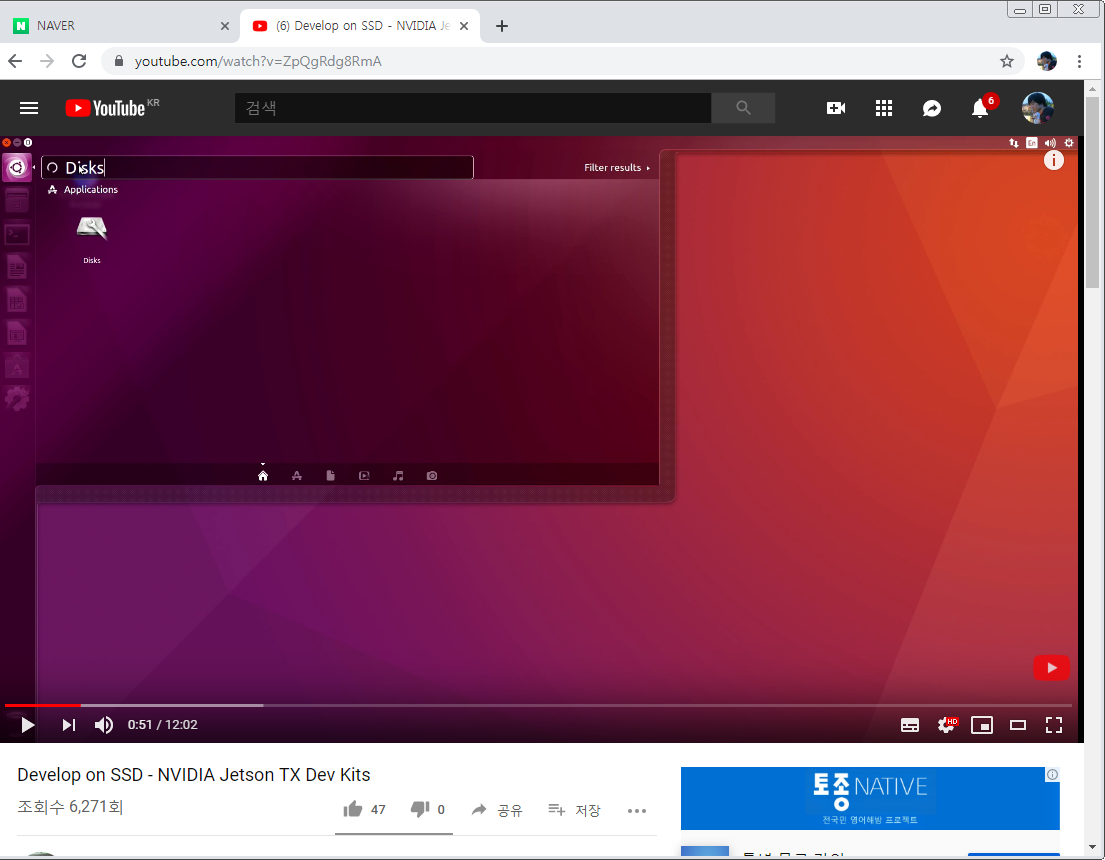 NAVER
(6) Develop on SSD - NVIDIA Je
youtube.com/watch?v=ZpQgRdg8RmA
YouTube KR
검색
6
En
Disks
Filter results
Applications
Disks
0:51 / 12:02
HD
Develop on SSD - NVIDIA Jetson TX Dev Kits
조회수 6,271회
47
0
공유
저장
토종 NATIVE
전국민 영어해방 프로젝트